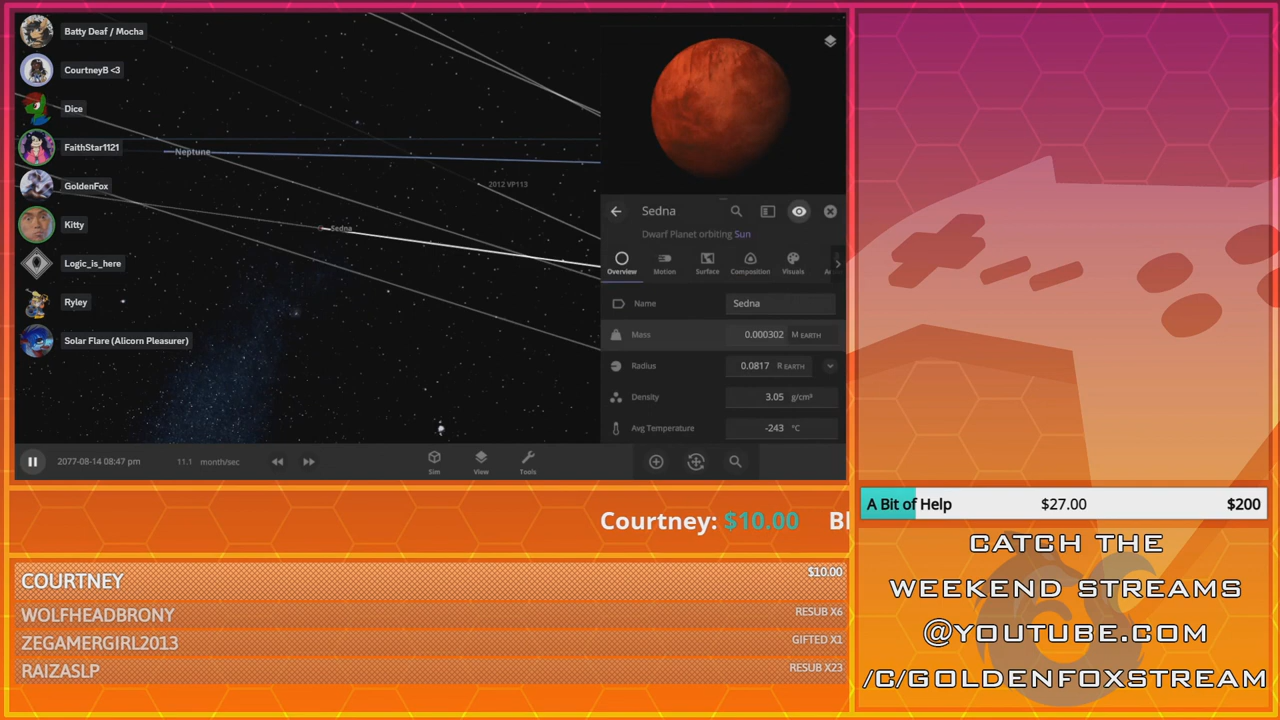 Batty Deaf / Mocha
CourtneyB <3
Dice
FaithStar1121
GoldenFox
Kitty
Logic_is_here
Ryley
Solar Flare (Alicorn Pleasurer)
Neptune
2012 VP113
Sedna
Sedna
Dwarf Planet orbiting Sun
Overview Motion Surface Composition Visuals
Name Sedna
Mass 0.000302 M EARTH
Radius 0.0817 R EARTH
Density 3.05 g/cm³
Avg Temperature -243 °C
2077-08-14 08:47 pm 11.1 month/sec
Sim View Tools
Courtney: $10.00
COURTNEY $10.00
WOLFHEADBRONY RESUB X6
ZEGAMERGIRL2013 GIFTED X1
RAIZASLP RESUB X23
A Bit of Help $27.00 $200
CATCH THE
WEEKEND STREAMS
@YOUTUBE.COM
/C/GOLDENFOXSTREAM